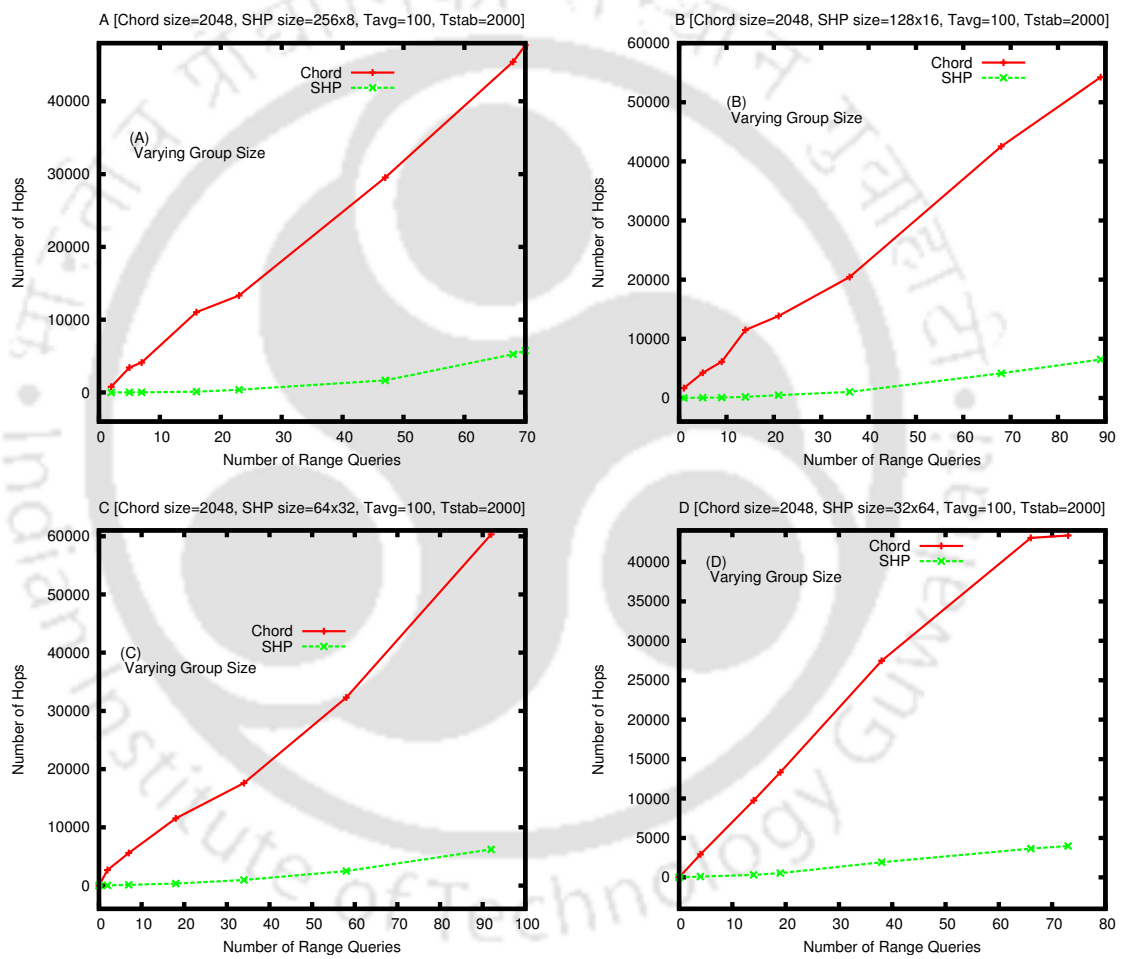 A [Chord size=2048, SHP size=256x8, Tavg=100, Tstab=2000]
Chord
SHP
(A)
Varying Group Size
Number of Hops
40000
30000
20000
10000
0
0 10 20 30 40 50 60 70
Number of Range Queries
B [Chord size=2048, SHP size=128x16, Tavg=100, Tstab=2000]
Chord
SHP
(B)
Varying Group Size
Number of Hops
60000
50000
40000
30000
20000
10000
0
0 10 20 30 40 50 60 70 80 90
Number of Range Queries
C [Chord size=2048, SHP size=64x32, Tavg=100, Tstab=2000]
Chord
SHP
(C)
Varying Group Size
Number of Hops
60000
50000
40000
30000
20000
10000
0
0 10 20 30 40 50 60 70 80 90 100
Number of Range Queries
D [Chord size=2048, SHP size=32x64, Tavg=100, Tstab=2000]
Chord
SHP
(D)
Varying Group Size
Number of Hops
40000
35000
30000
25000
20000
15000
10000
5000
0
0 10 20 30 40 50 60 70 80
Number of Range Queries
Indian Institute of Technology Guwahati